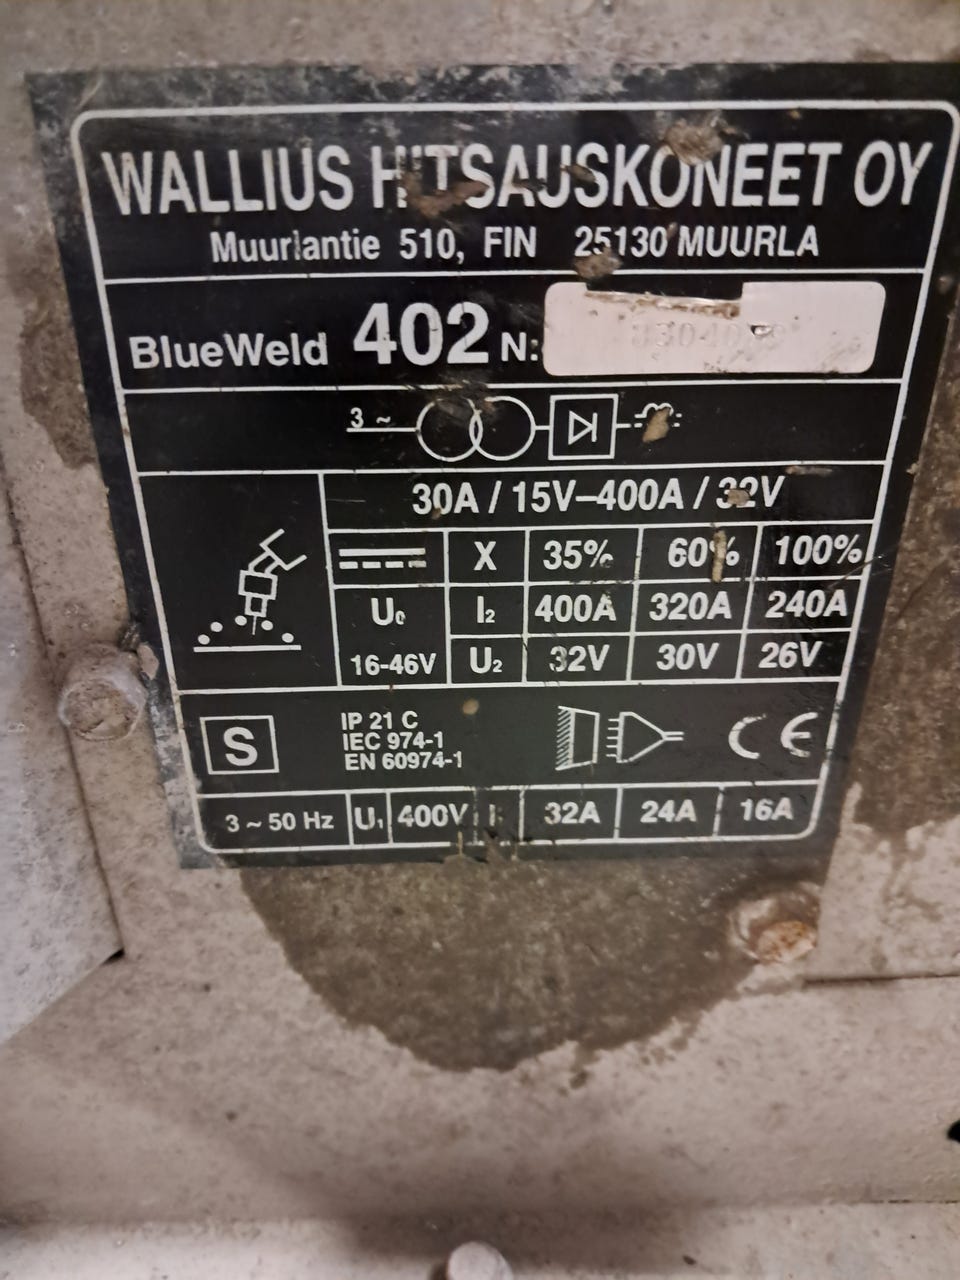 WALLIUS HITSAUSKONEET OY
Muurlantie 510, FIN 25130 MUURLA
BlueWeld 402 N:
3 ~
30A / 15V–400A / 32V
X 35% 60% 100%
U₀ I₂ 400A 320A 240A
16-46V U₂ 32V 30V 26V
S
IP 21 C
IEC 974-1
EN 60974-1
CE
3 ~ 50 Hz U₁ 400V 32A 24A 16A